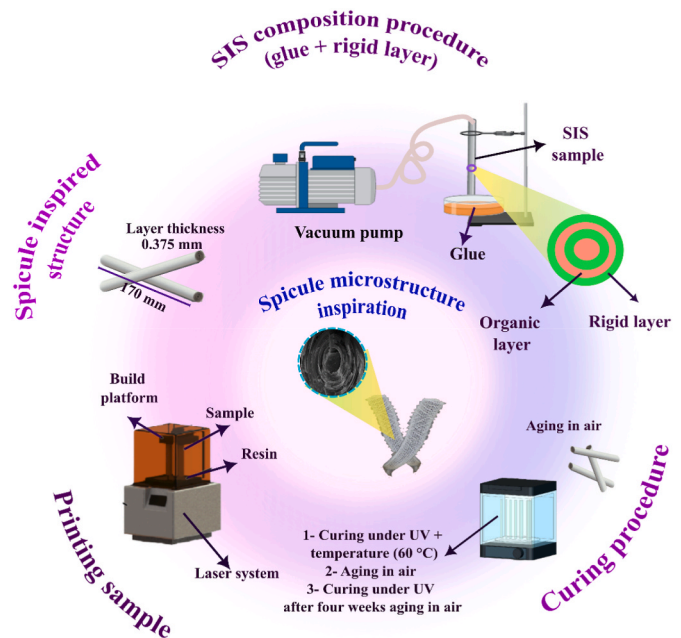 SIS composition procedure
(glue + rigid layer)
SIS
sample
Vacuum pump
Glue
Organic
layer
Rigid layer
Spicule inspired
structure
Layer thickness
0.375 mm
170 mm
Spicule microstructure
inspiration
Build
platform
Sample
Resin
Laser system
Printing sample
Aging in air
1- Curing under UV +
temperature (60 °C)
2- Aging in air
3- Curing under UV
after four weeks aging in air
Curing procedure